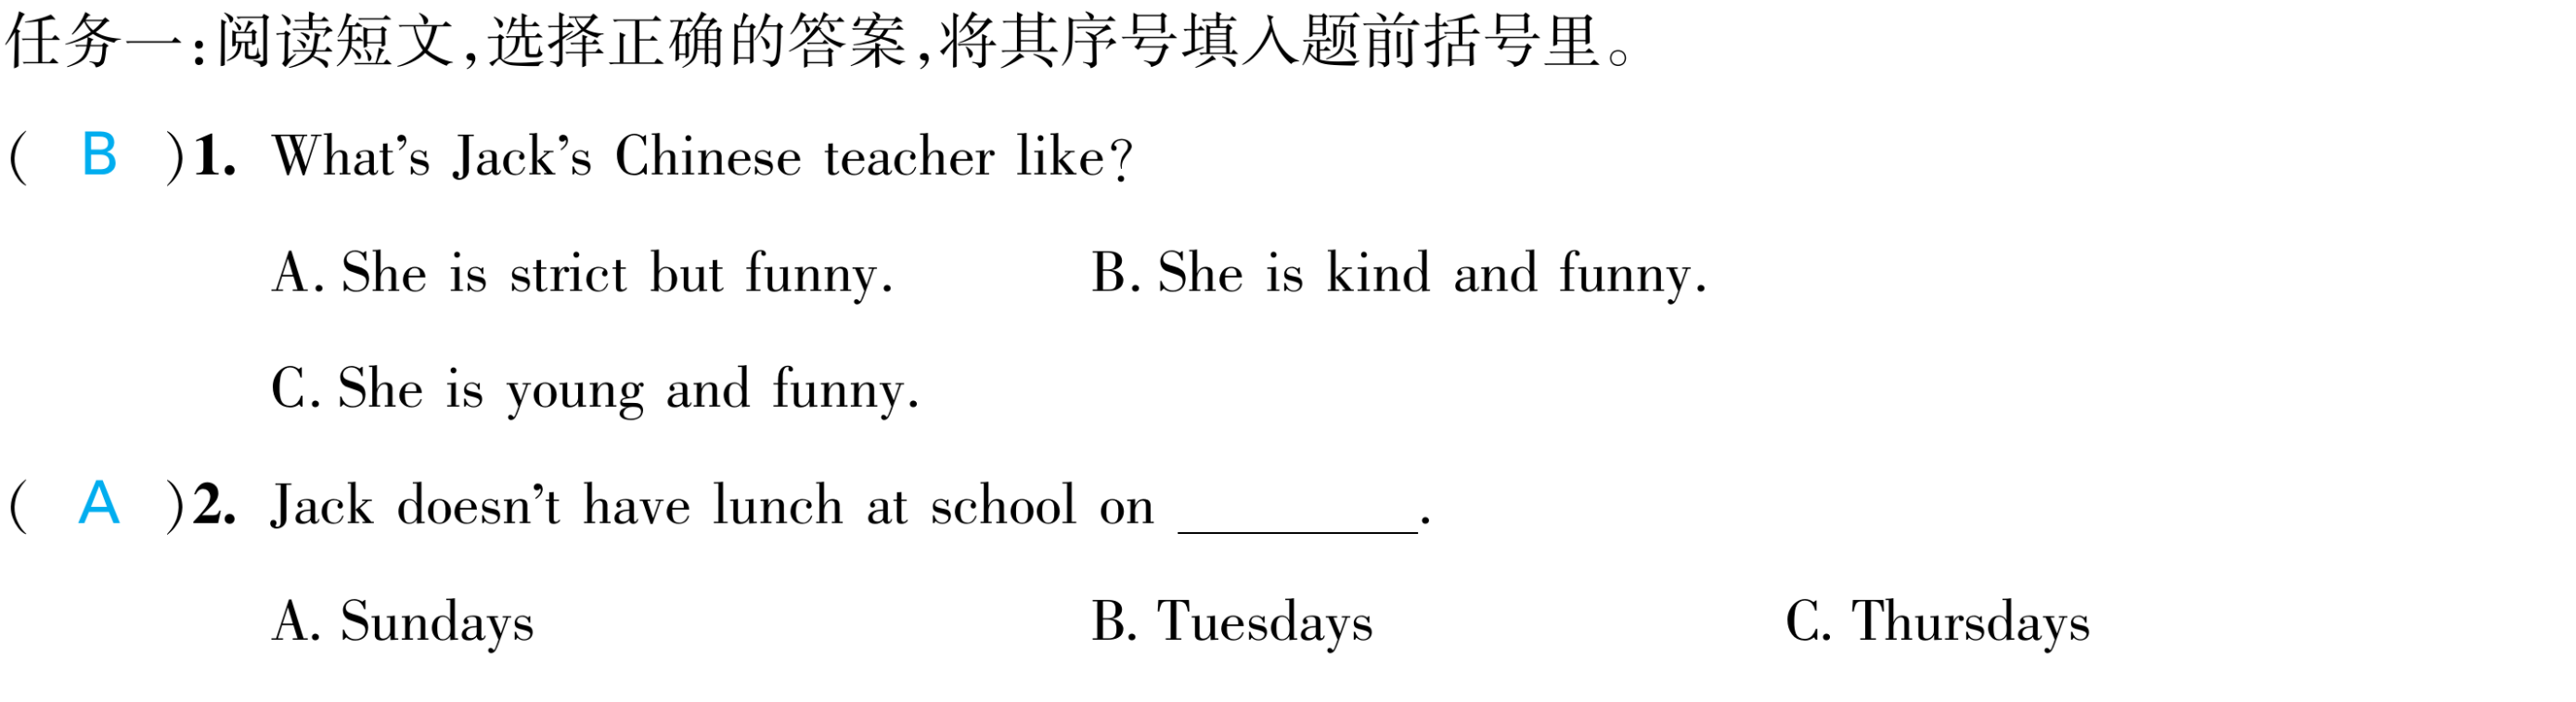 任务一:阅读短文,选择正确的答案,将其序号填入题前括号里。
( B )1. What's Jack's Chinese teacher like?
A. She is strict but funny. B. She is kind and funny.
C. She is young and funny.
( A )2. Jack doesn't have lunch at school on ________.
A. Sundays B. Tuesdays C. Thursdays